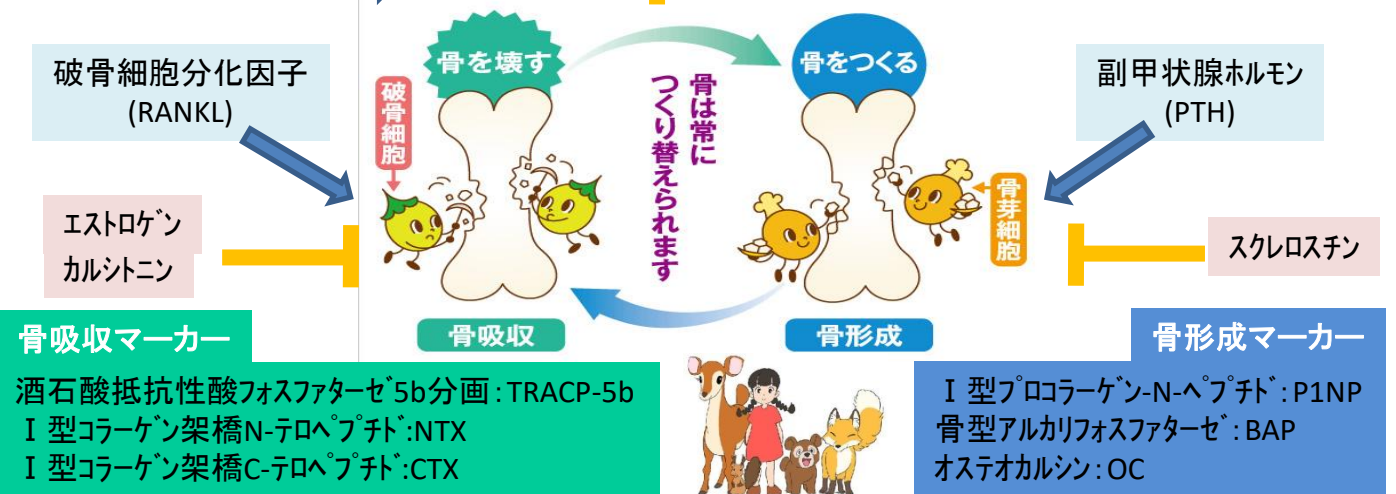 骨を壊す
骨をつくる
破骨細胞分化因子
(RANKL)
副甲状腺ホルモン
(PTH)
破骨細胞
骨は常に
つくり替えられます
骨芽細胞
エストロゲン
カルシトニン
スクレロスチン
骨吸収
骨形成
骨吸収マーカー
酒石酸抵抗性酸フォスファターゼ5b分画:TRACP-5b
Ⅰ型コラーゲン架橋N-テロペプチド:NTX
Ⅰ型コラーゲン架橋C-テロペプチド:CTX
骨形成マーカー
Ⅰ型プロコラーゲン-N-ペプチド:P1NP
骨型アルカリフォスファターゼ:BAP
オステオカルシン:OC